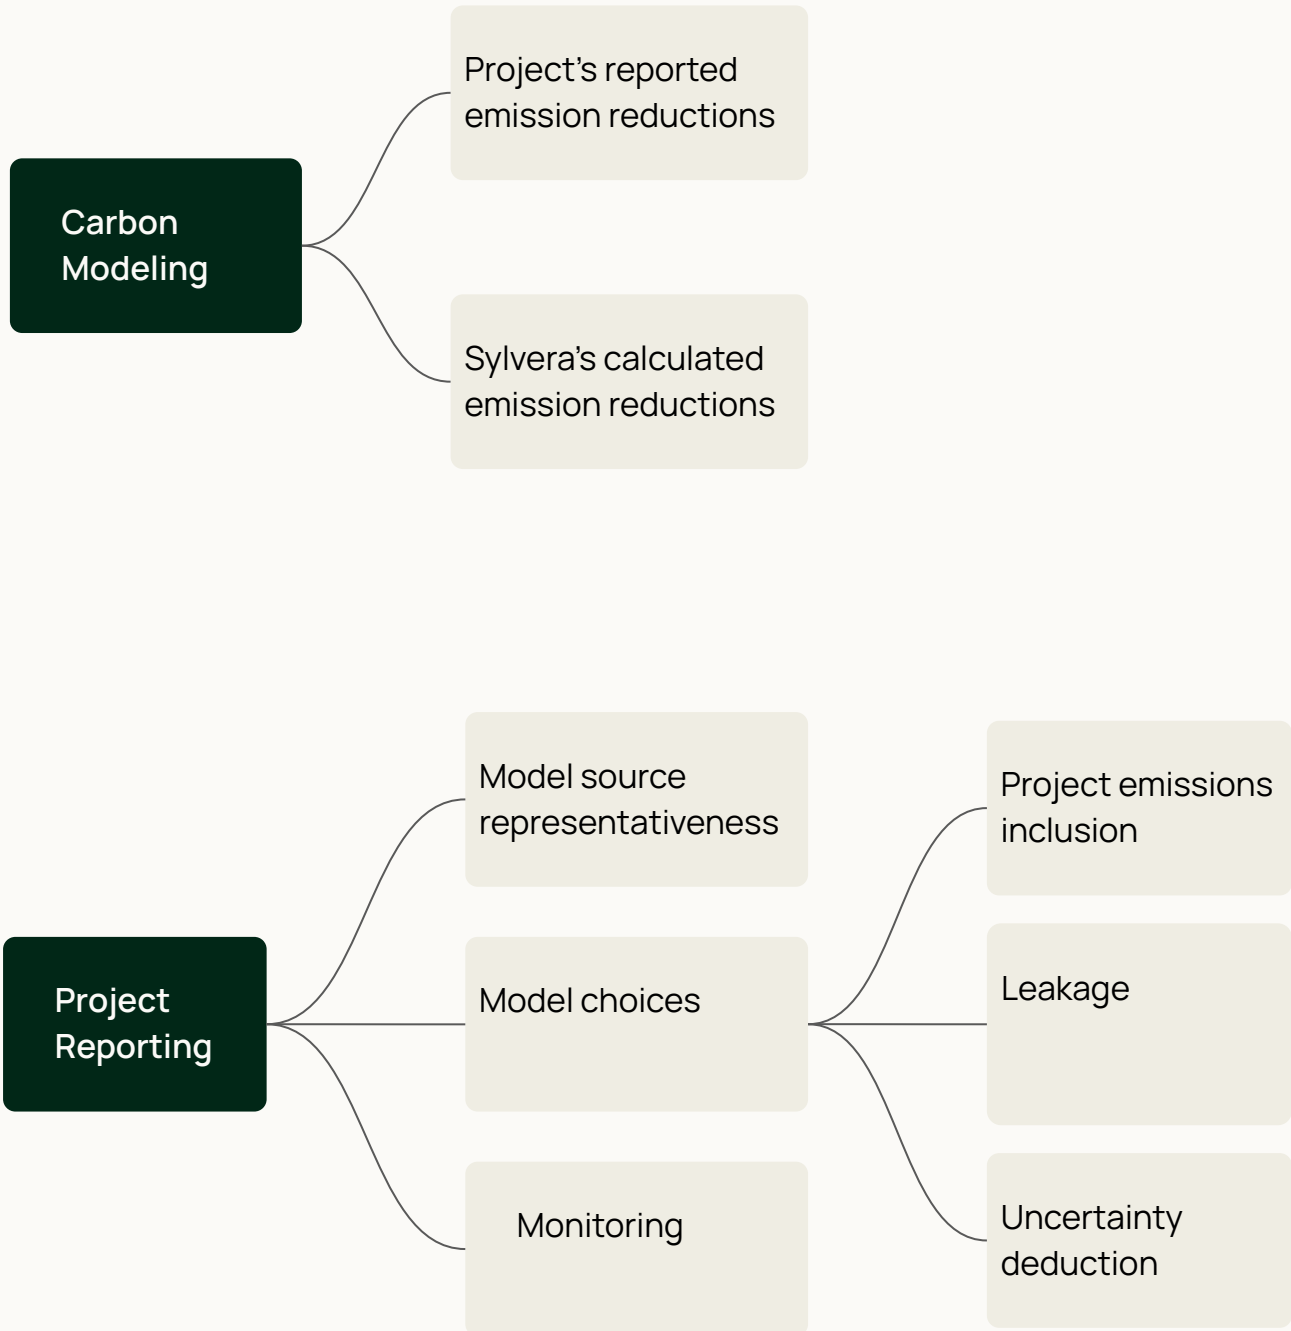 Project’s reported
emission reductions
Carbon
Modeling
Sylvera’s calculated
emission reductions
Model source
representativeness
Project emissions
inclusion
Project
Reporting
Model choices
Leakage
Monitoring
Uncertainty
deduction